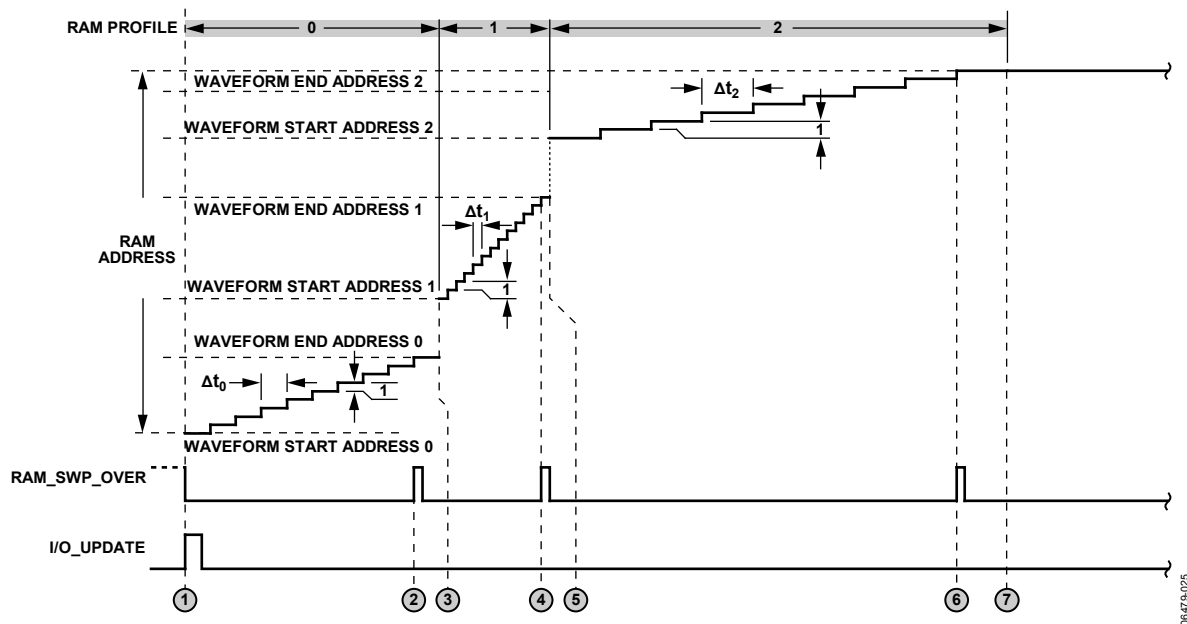 RAM PROFILE 0 1 2
WAVEFORM END ADDRESS 2
Δt2
WAVEFORM START ADDRESS 2
1
WAVEFORM END ADDRESS 1
Δt1
RAM
ADDRESS
WAVEFORM START ADDRESS 1
1
WAVEFORM END ADDRESS 0
Δt0
1
WAVEFORM START ADDRESS 0
RAM_SWP_OVER
I/O_UPDATE
1 2 3 4 5 6 7
06479-025